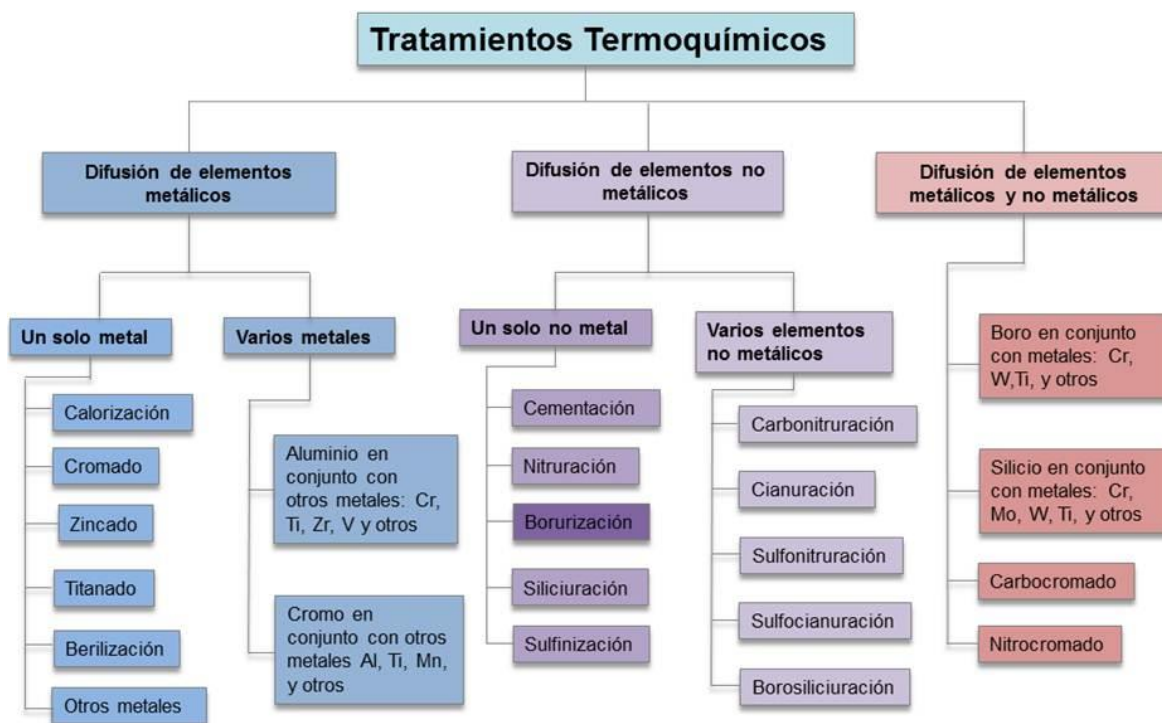 Tratamientos Termoquímicos
Difusión de elementos
metálicos
Difusión de elementos no
metálicos
Difusión de elementos
metálicos y no metálicos
Un solo metal
Calorización
Cromado
Zincado
Titanado
Berilización
Otros metales
Varios metales
Aluminio en
conjunto con
otros metales: Cr,
Ti, Zr, V y otros
Cromo en
conjunto con otros
metales Al, Ti, Mn,
y otros
Un solo no metal
Cementación
Nitruración
Borurización
Siliciuración
Sulfinización
Varios elementos
no metálicos
Carbonitruración
Cianuración
Sulfonitruración
Sulfocianuración
Borosiliciuración
Boro en conjunto
con metales: Cr,
W,Ti, y otros
Silicio en conjunto
con metales: Cr,
Mo, W, Ti, y otros
Carbocromado
Nitrocromado